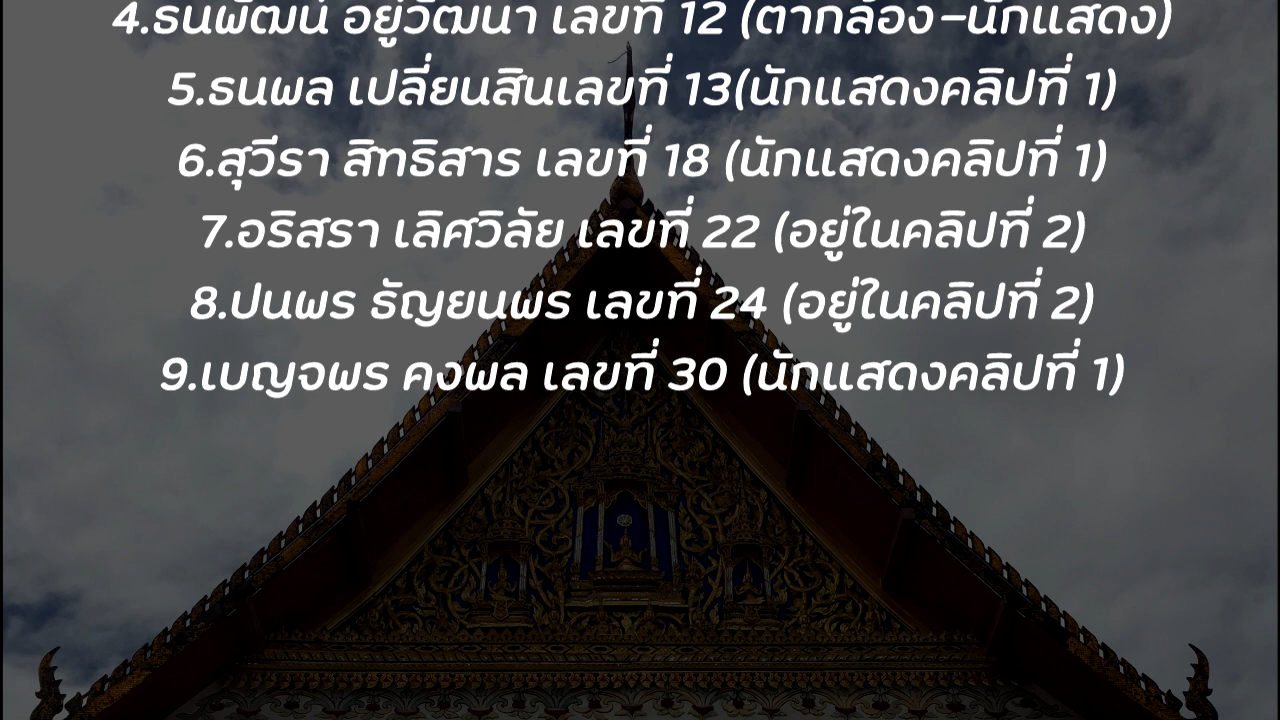 4.ธนพัฒน์ อยู่วัฒนา เลขที่ 12 (ตากล้อง-นักแสดง)
5.ธนพล เปลี่ยนสินเลขที่ 13(นักแสดงคลิปที่ 1)
6.สุวีรา สิทธิสาร เลขที่ 18 (นักแสดงคลิปที่ 1)
7.อริสรา เลิศวิลัย เลขที่ 22 (อยู่ในคลิปที่ 2)
8.ปนพร ธัญยนพร เลขที่ 24 (อยู่ในคลิปที่ 2)
9.เบญจพร คงพล เลขที่ 30 (นักแสดงคลิปที่ 1)